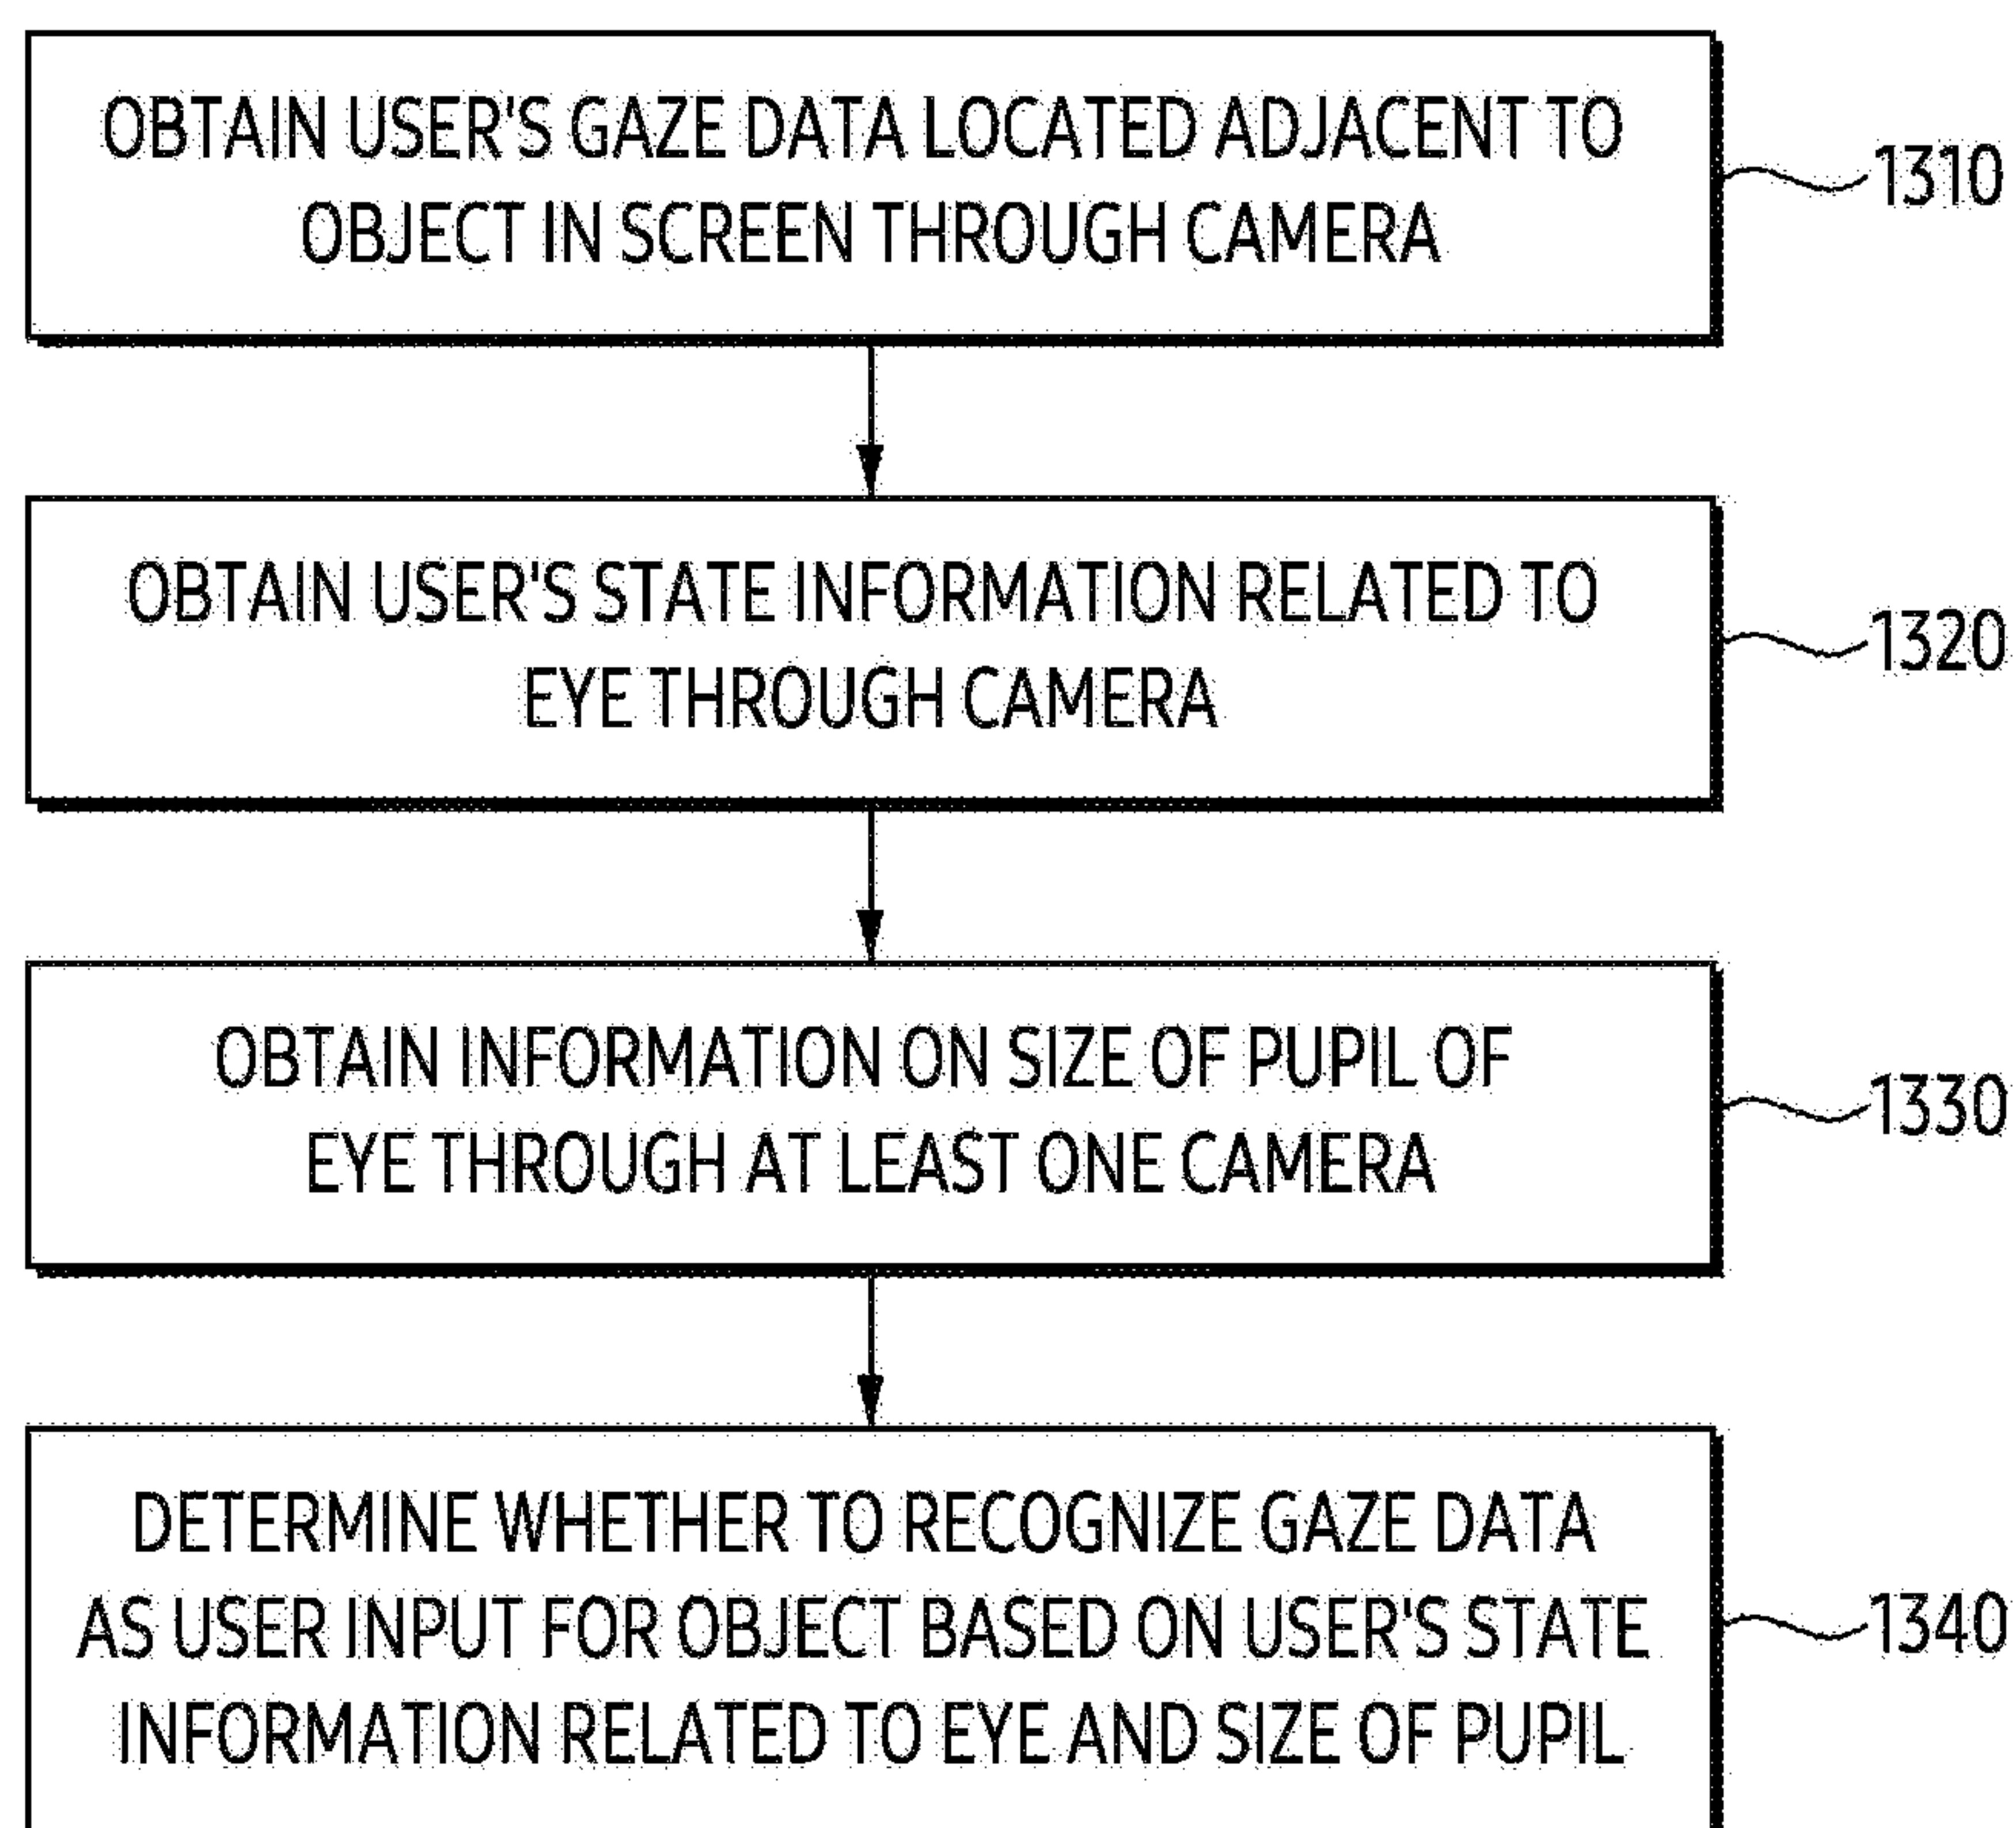 OBTAIN USER'S GAZE DATA LOCATED ADJACENT TO
OBJECT IN SCREEN THROUGH CAMERA
1310
OBTAIN USER'S STATE INFORMATION RELATED TO
EYE THROUGH CAMERA
1320
OBTAIN INFORMATION ON SIZE OF PUPIL OF
EYE THROUGH AT LEAST ONE CAMERA
1330
DETERMINE WHETHER TO RECOGNIZE GAZE DATA
AS USER INPUT FOR OBJECT BASED ON USER'S STATE
INFORMATION RELATED TO EYE AND SIZE OF PUPIL
1340